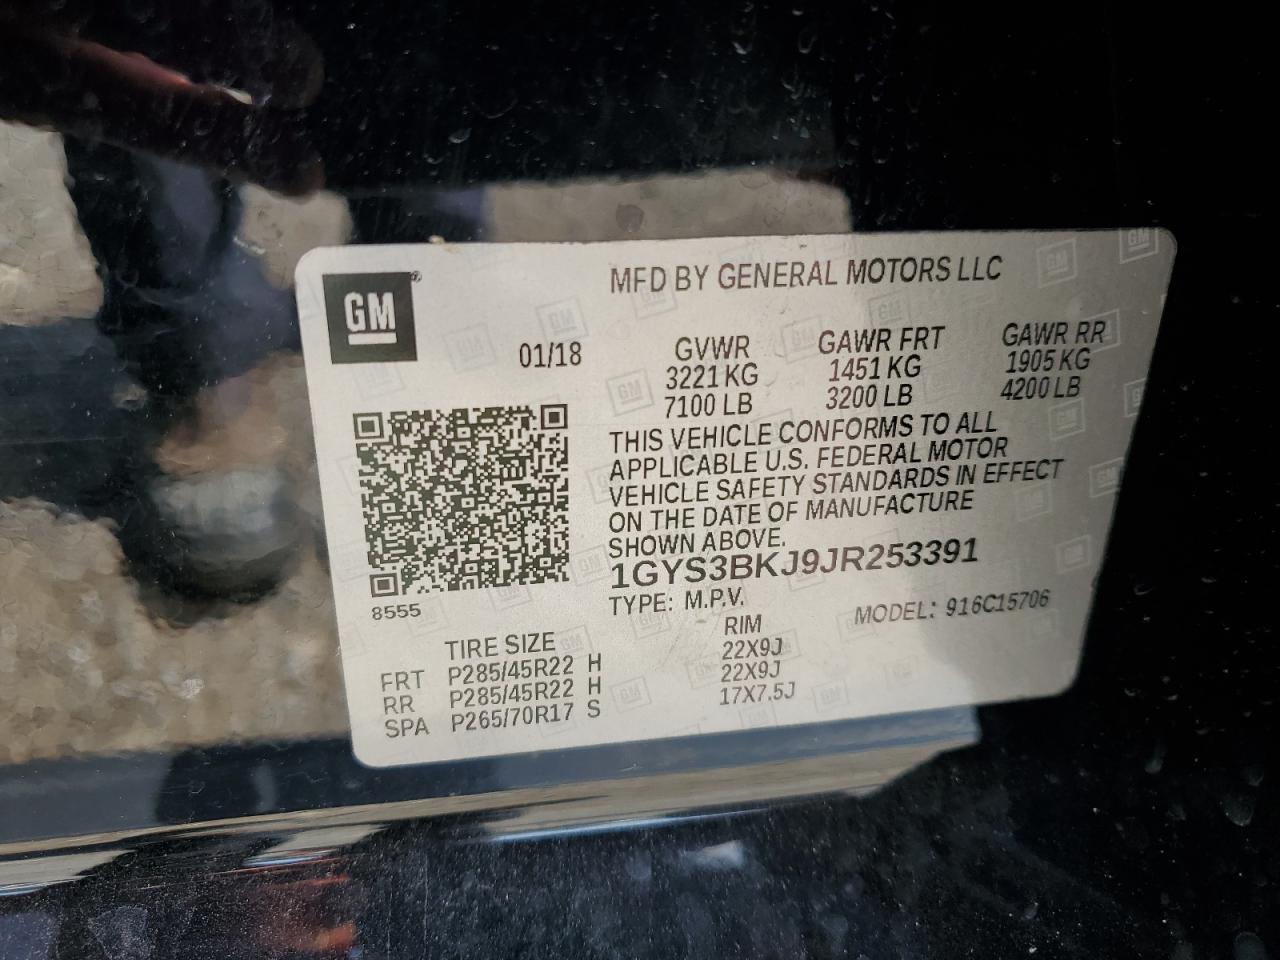 GM®
MFD BY GENERAL MOTORS LLC
01/18
GVWR GAWR FRT GAWR RR
3221 KG 1451 KG 1905 KG
7100 LB 3200 LB 4200 LB
THIS VEHICLE CONFORMS TO ALL
APPLICABLE U.S. FEDERAL MOTOR
VEHICLE SAFETY STANDARDS IN EFFECT
ON THE DATE OF MANUFACTURE
SHOWN ABOVE.
1GYS3BKJ9JR253391
8555
TYPE: M.P.V. MODEL: 916C15706
TIRE SIZE RIM
FRT P285/45R22 H 22X9J
RR P285/45R22 H 22X9J
SPA P265/70R17 S 17X7.5J